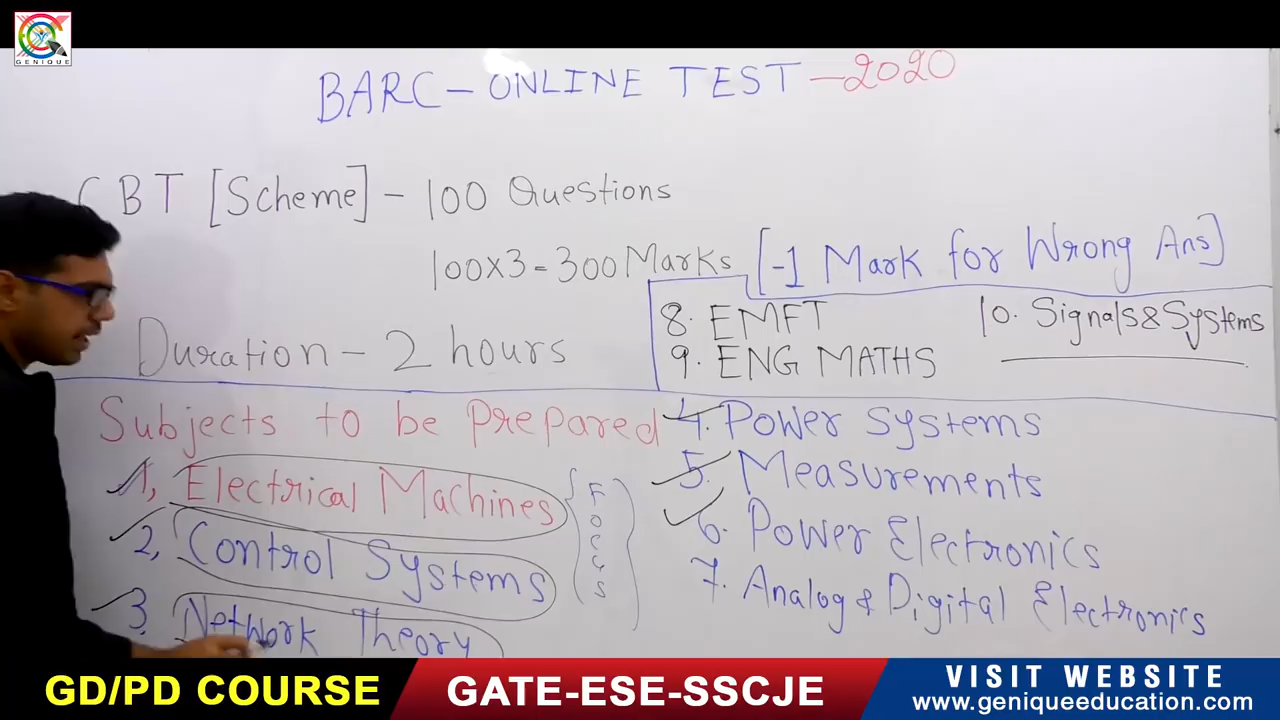 GENIQUE
BARC - ONLINE TEST - 2020
CBT [Scheme] - 100 Questions
100x3 = 300 Marks [-1 Mark for Wrong Ans]
Duration - 2 hours
8. EMFT
9. ENG MATHS
10. Signals & Systems
Subjects to be Prepared
1, Electrical Machines
2, Control Systems
3. Network Theory
FOCUS
4. Power Systems
5. Measurements
6. Power Electronics
7. Analog & Digital Electronics
GD/PD COURSE
GATE-ESE-SSCJE
VISIT WEBSITE
www.geniqueeducation.com